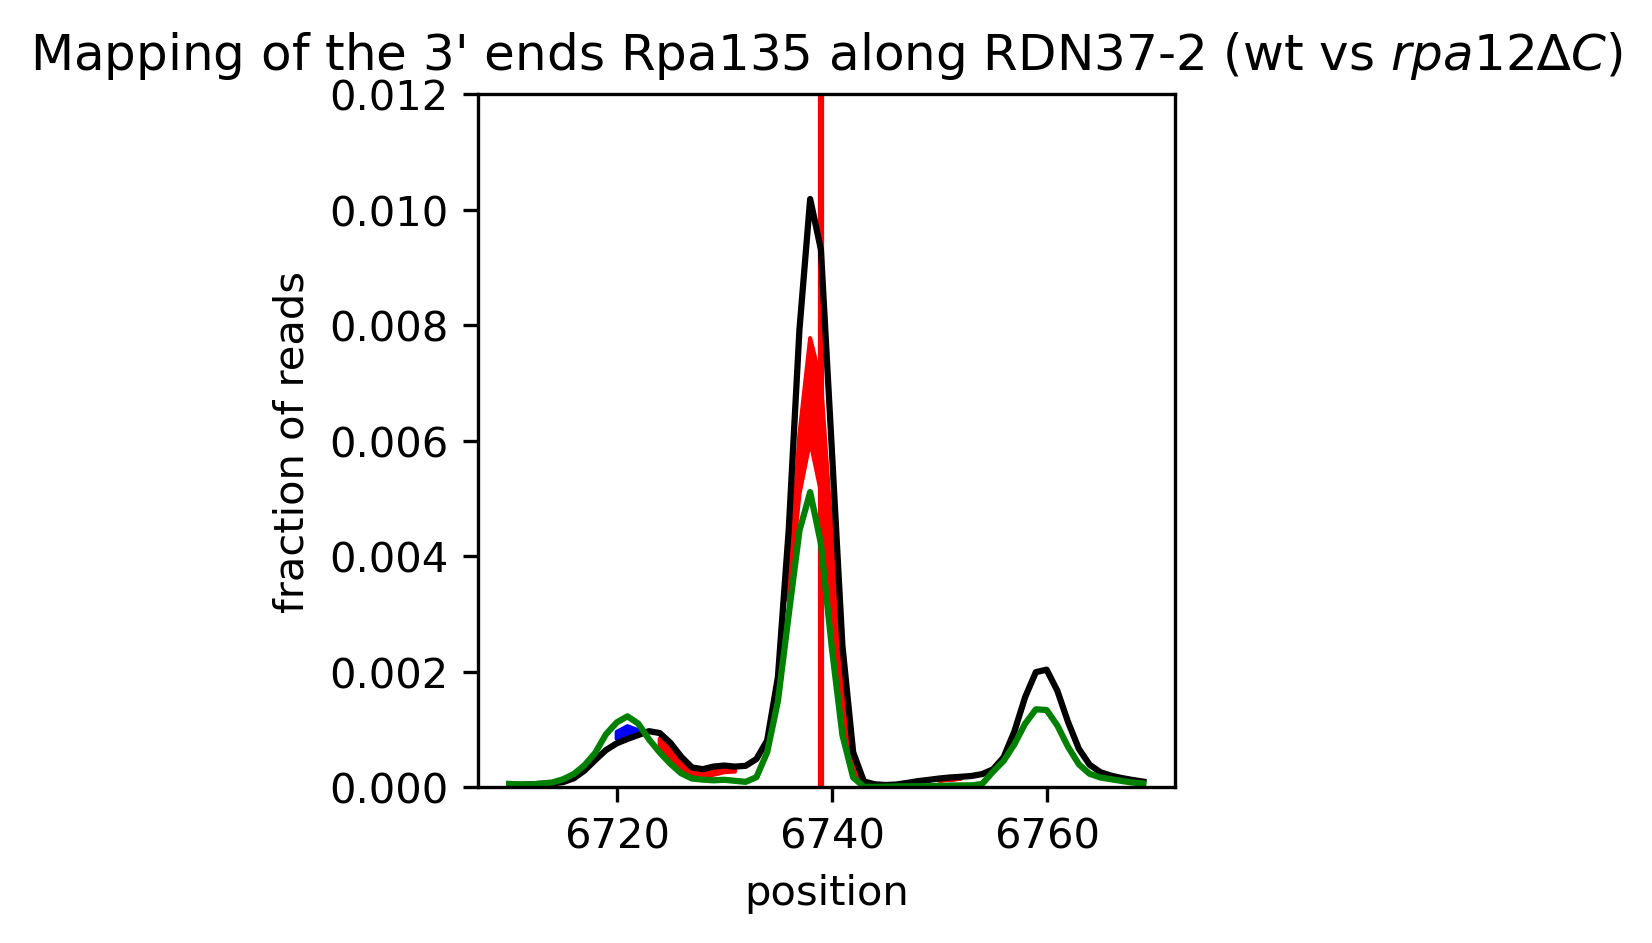 Mapping of the 3' ends Rpa135 along RDN37-2 (wt vs rpa12ΔC)
0.012
0.010
0.008
0.006
0.004
0.002
0.000
fraction of reads
6720 6740 6760
position